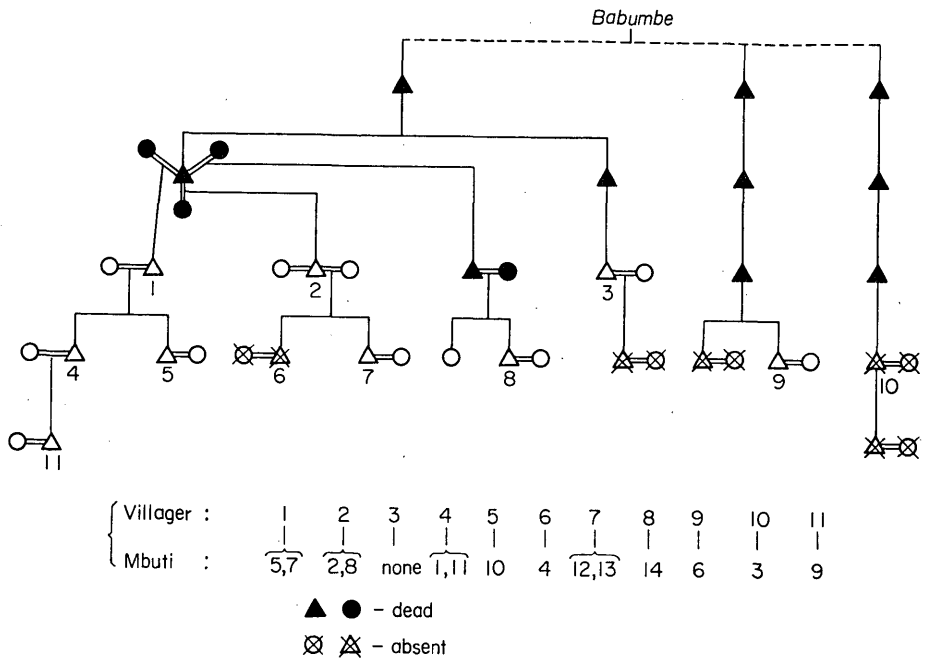 Babumbe
1 2 3
4 5 6 7 8 9 10
11
Villager : 1 2 3 4 5 6 7 8 9 10 11
Mbuti : 5,7 2,8 none 1,11 10 4 12,13 14 6 3 9
– dead
– absent